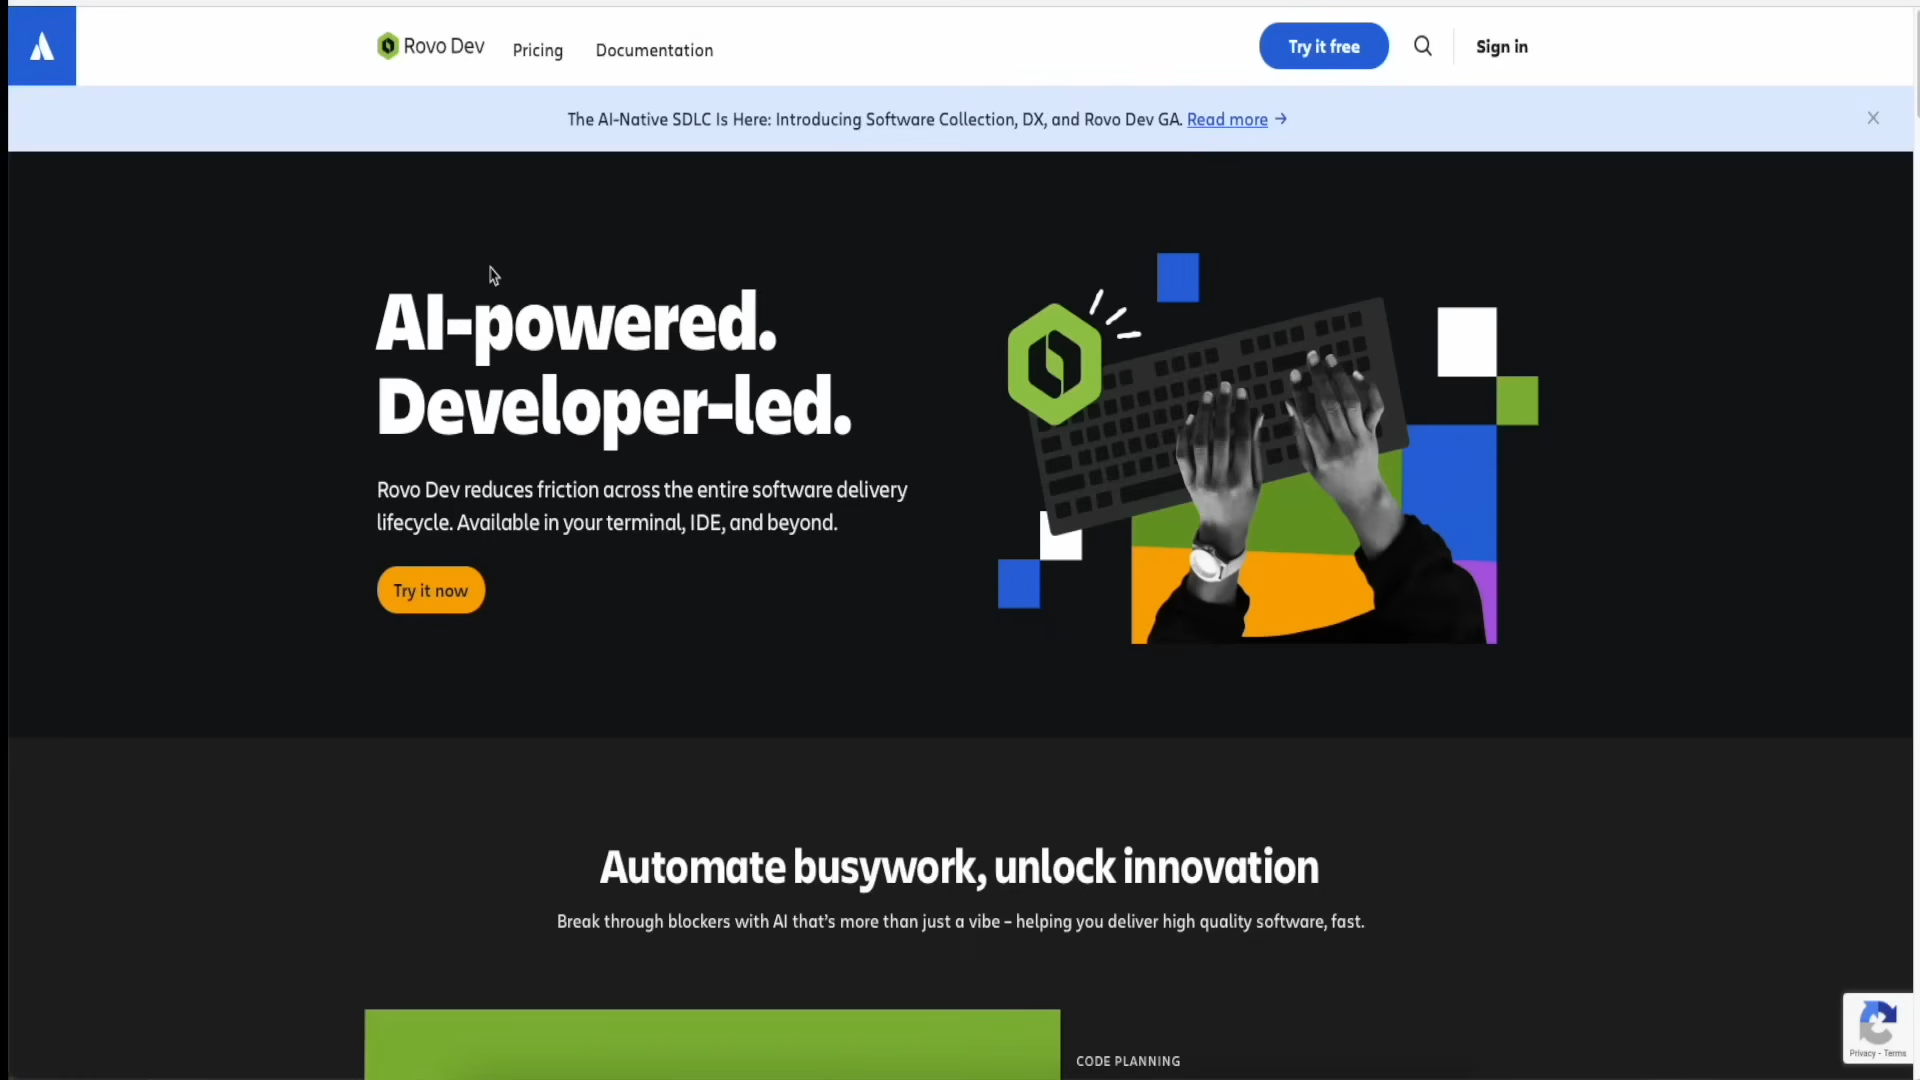 Rovo Dev
Pricing
Documentation
Try it free
Sign in
The AI-Native SDLC Is Here: Introducing Software Collection, DX, and Rovo Dev GA. Read more →
AI-powered.
Developer-led.
Rovo Dev reduces friction across the entire software delivery
lifecycle. Available in your terminal, IDE, and beyond.
Try it now
Automate busywork, unlock innovation
Break through blockers with AI that's more than just a vibe – helping you deliver high quality software, fast.
CODE PLANNING
Privacy - Terms